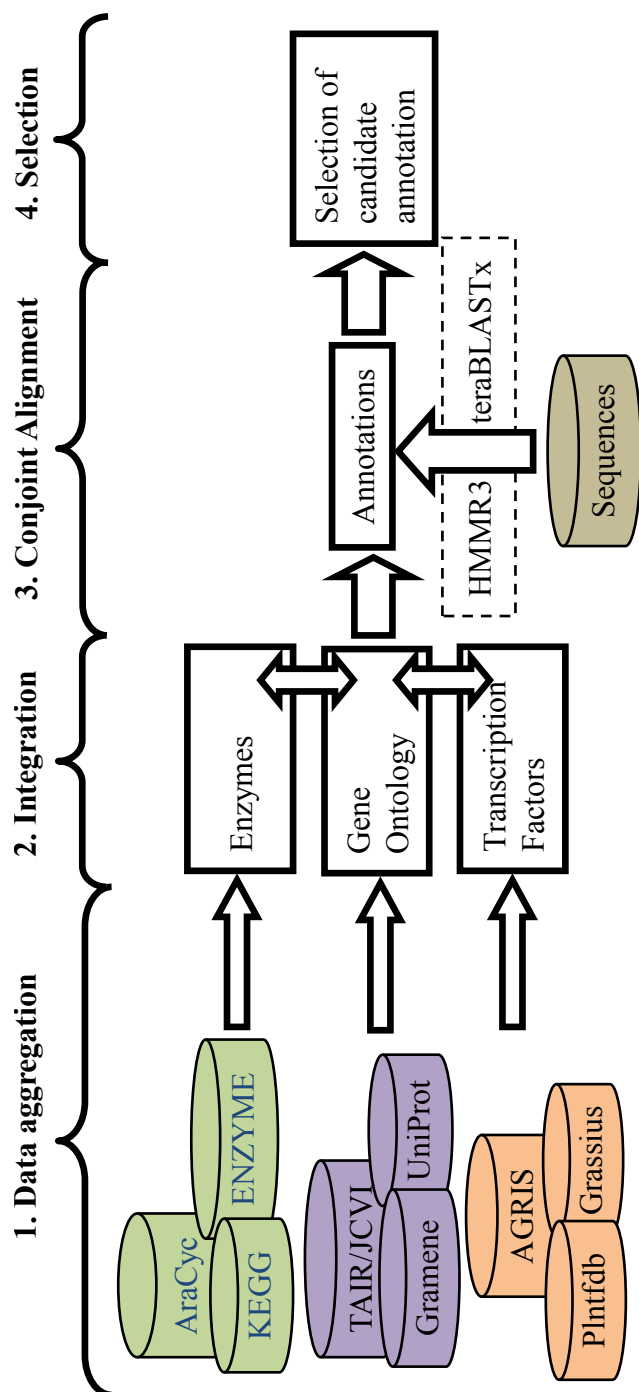 1. Data aggregation
2. Integration
3. Conjoint Alignment
4. Selection
AraCyc
KEGG
ENZYME
TAIR/JCVI
Gramene
UniProt
AGRIS
Plntfdb
Grassius
Enzymes
Gene
Ontology
Transcription
Factors
Annotations
HMMR3
teraBLASTx
Sequences
Selection of
candidate
annotation